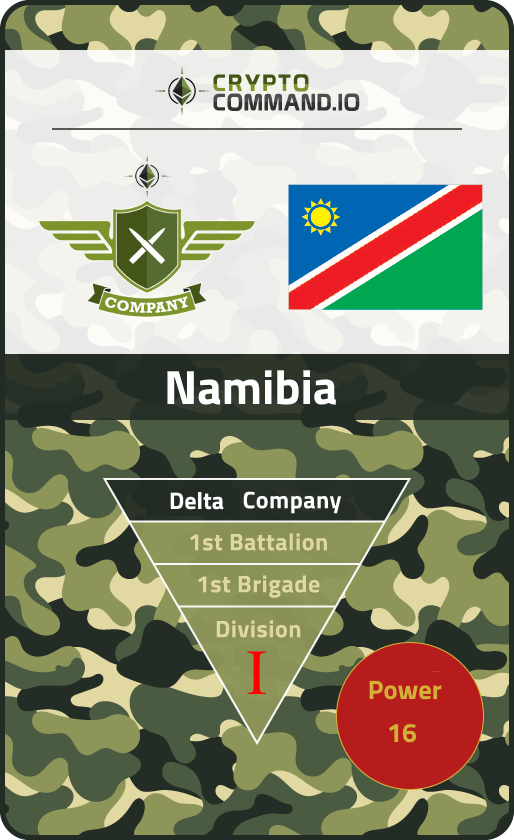 CRYPTO
COMMAND.IO
COMPANY
Namibia
Delta Company
1st Battalion
1st Brigade
Division
I
Power
16